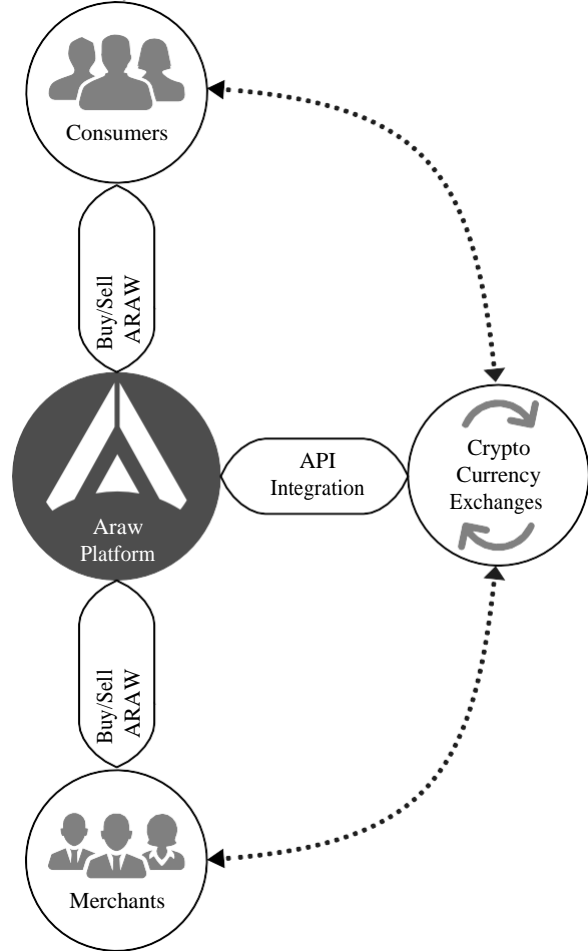 Consumers
Buy/Sell
ARAW
Araw
Platform
API
Integration
Crypto
Currency
Exchanges
Buy/Sell
ARAW
Merchants